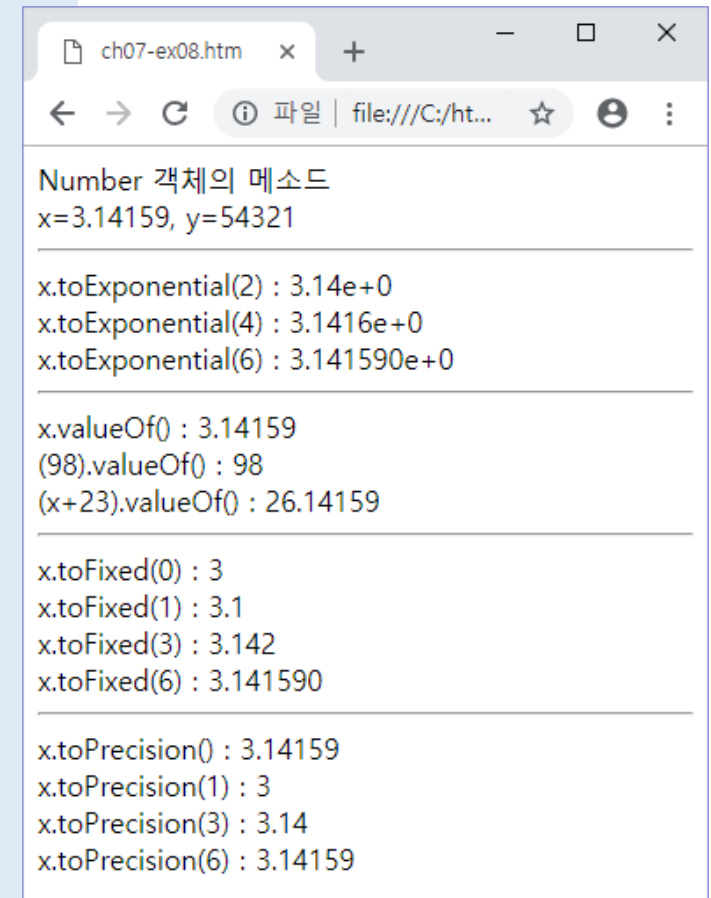 ch07-ex08.htm
파일 file:///C:/ht...
Number 객체의 메소드
x=3.14159, y=54321
x.toExponential(2) : 3.14e+0
x.toExponential(4) : 3.1416e+0
x.toExponential(6) : 3.141590e+0
x.valueOf() : 3.14159
(98).valueOf() : 98
(x+23).valueOf() : 26.14159
x.toFixed(0) : 3
x.toFixed(1) : 3.1
x.toFixed(3) : 3.142
x.toFixed(6) : 3.141590
x.toPrecision() : 3.14159
x.toPrecision(1) : 3
x.toPrecision(3) : 3.14
x.toPrecision(6) : 3.14159